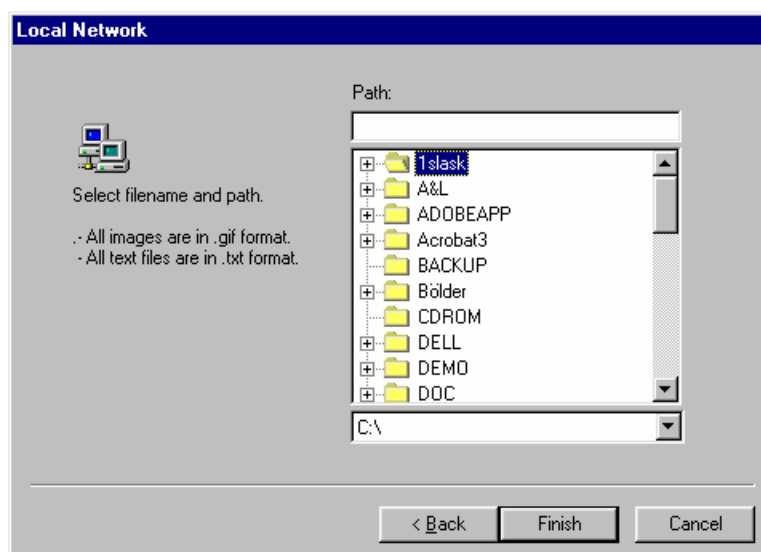 Local Network
Path:
Select filename and path.
.- All images are in .gif format.
- All text files are in .txt format.
1slask
A&L
ADOBEAPP
Acrobat3
BACKUP
Bölder
CDROM
DELL
DEMO
DOC
C:\
< Back
Finish
Cancel